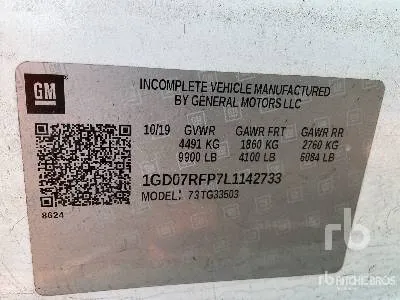 GM
INCOMPLETE VEHICLE MANUFACTURED
BY GENERAL MOTORS LLC
10/19 GVWR GAWR FRT GAWR RR
4491 KG 1860 KG 2760 KG
9900 LB 4100 LB 6084 LB
1GD07RFP7L1142733
MODEL: 73TG33503
8624
rb
rb RITCHIE BROS